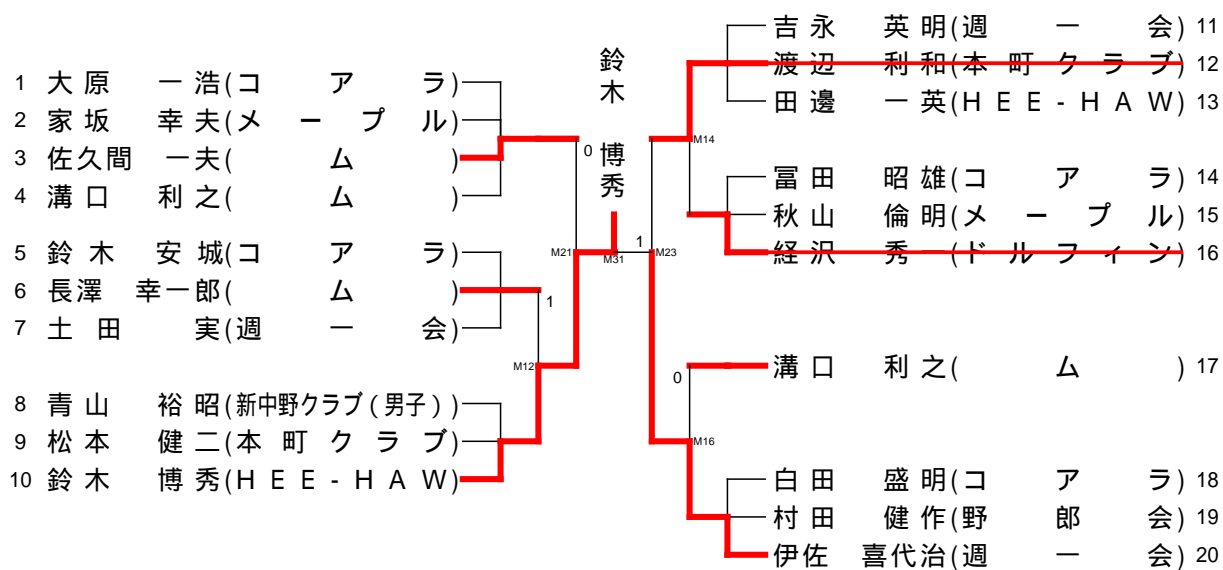 1 大原 一浩(コアラ)
2 家坂 幸夫(メープル)
3 佐久間 一夫(ム)
4 溝口 利之(ム)
5 鈴木 安城(コアラ)
6 長澤 幸一郎(ム)
7 土田 実(週一会)
8 青山 裕昭(新中野クラブ(男子))
9 松本 健二(本町クラブ)
10 鈴木 博秀(HEE-HAW)
0
1
M12
M21
鈴木 博秀
M31
1
M23
M14
0
M16
吉永 英明(週一会) 11
渡辺 利和(本町クラブ) 12
田邊 一英(HEE-HAW) 13
冨田 昭雄(コアラ) 14
秋山 倫明(メープル) 15
経沢 秀一(ドルフィン) 16
溝口 利之(ム) 17
白田 盛明(コアラ) 18
村田 健作(野郎会) 19
伊佐 喜代治(週一会) 20